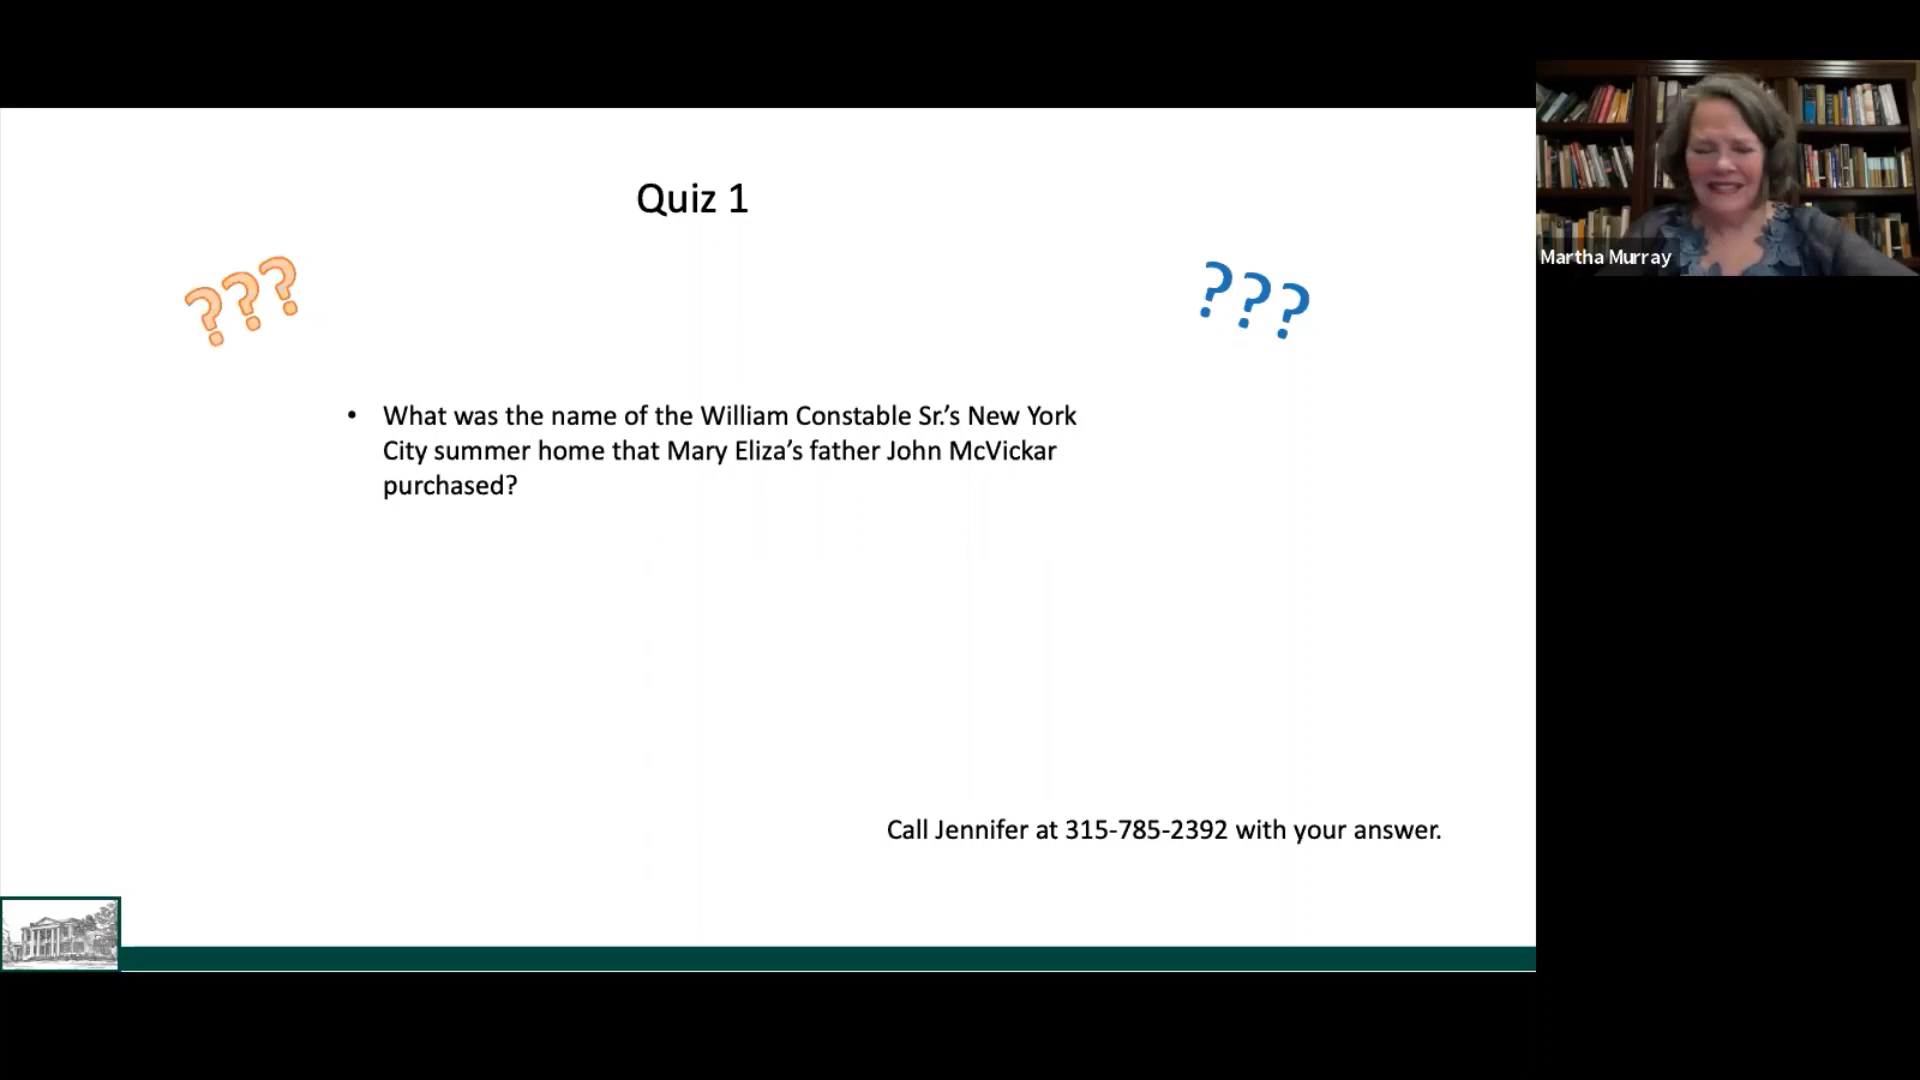 Quiz 1
???
???
• What was the name of the William Constable Sr.’s New York
City summer home that Mary Eliza’s father John McVickar
purchased?
Call Jennifer at 315-785-2392 with your answer.
Martha Murray